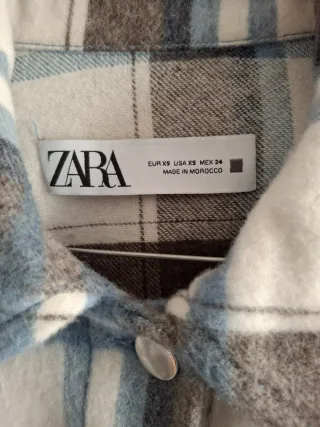 ZARA
EUR XS USA XS MEX 24
MADE IN MOROCCO